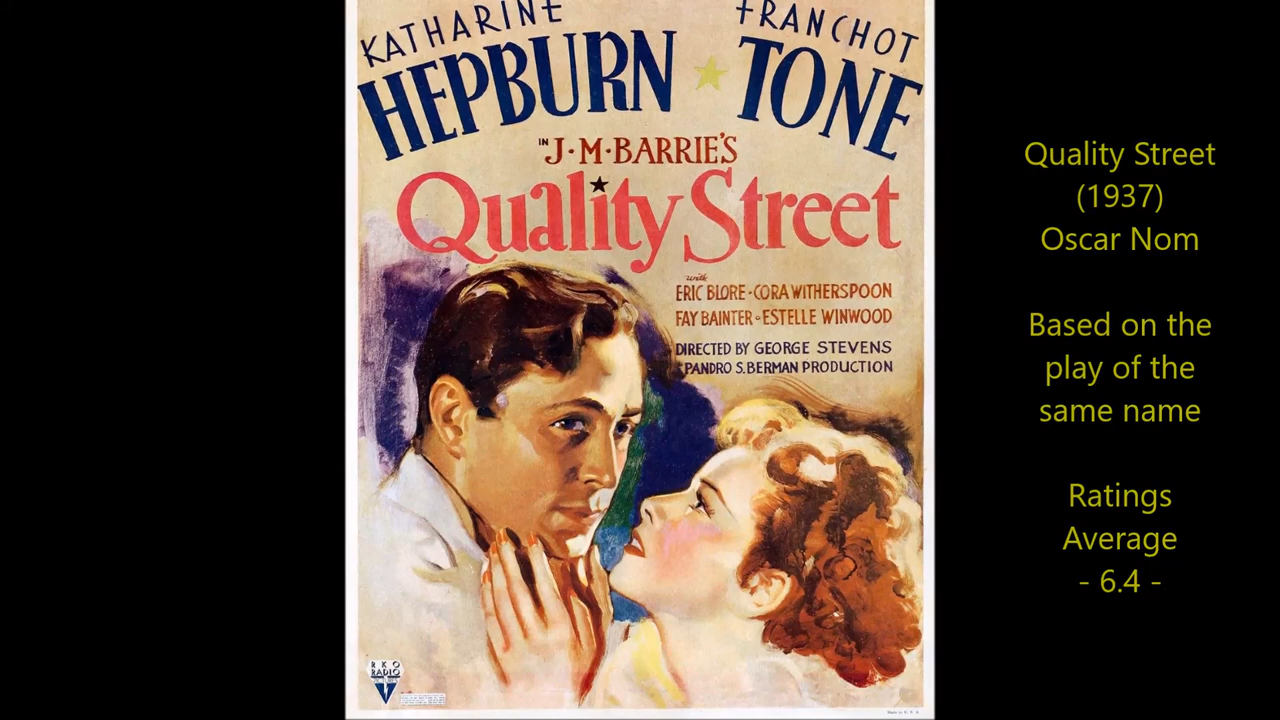 KATHARINE FRANCHOT
HEPBURN TONE
IN J·M·BARRIE'S
Quality Street
with
ERIC BLORE·CORA WITHERSPOON
FAY BAINTER·ESTELLE WINWOOD
DIRECTED BY GEORGE STEVENS
PANDRO S. BERMAN PRODUCTION
RKO
RADIO
PICTURES
Quality Street
(1937)
Oscar Nom
Based on the
play of the
same name
Ratings
Average
- 6.4 -